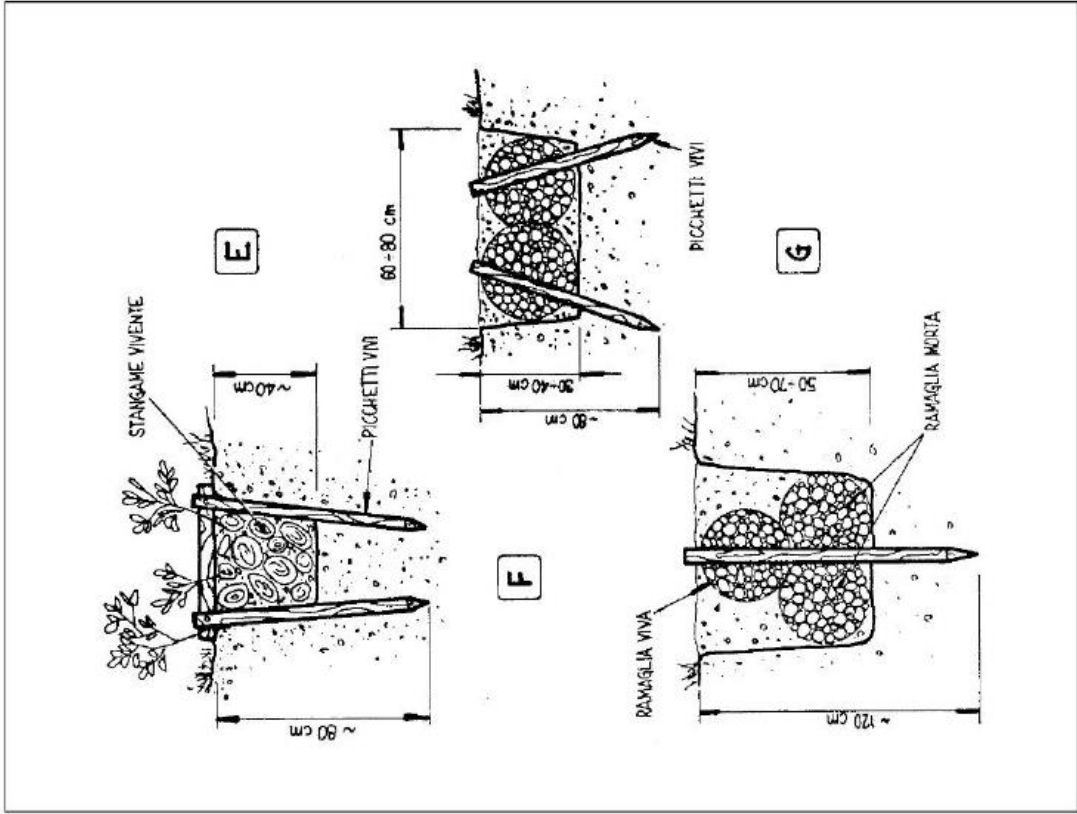 E
STANGAME VIVENTE
~40 cm
PICCHETTI VIVI
~ 80 cm
F
60÷80 cm
30÷40 cm
~ 80 cm
PICCHETTI VIVI
G
RAMAGLIA VIVA
50÷70 cm
RAMAGLIA MORTA
~ 120 cm